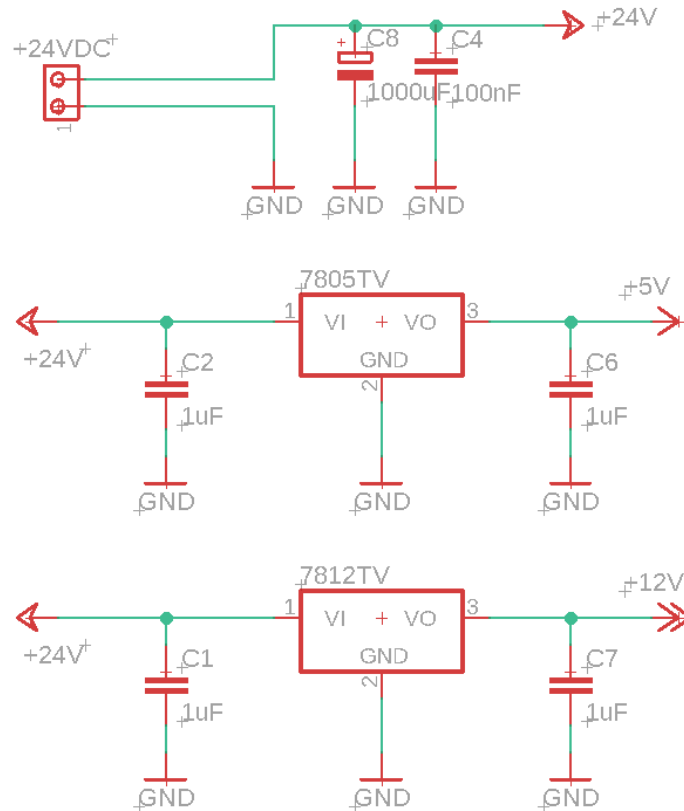 +24VDC
1
C8
1000uF
C4
100nF
+24V
GND
GND
GND
7805TV
1
VI
VO
3
GND
2
+24V
C2
1uF
GND
GND
+5V
C6
1uF
GND
7812TV
1
VI
VO
3
GND
2
+24V
C1
1uF
GND
GND
+12V
C7
1uF
GND